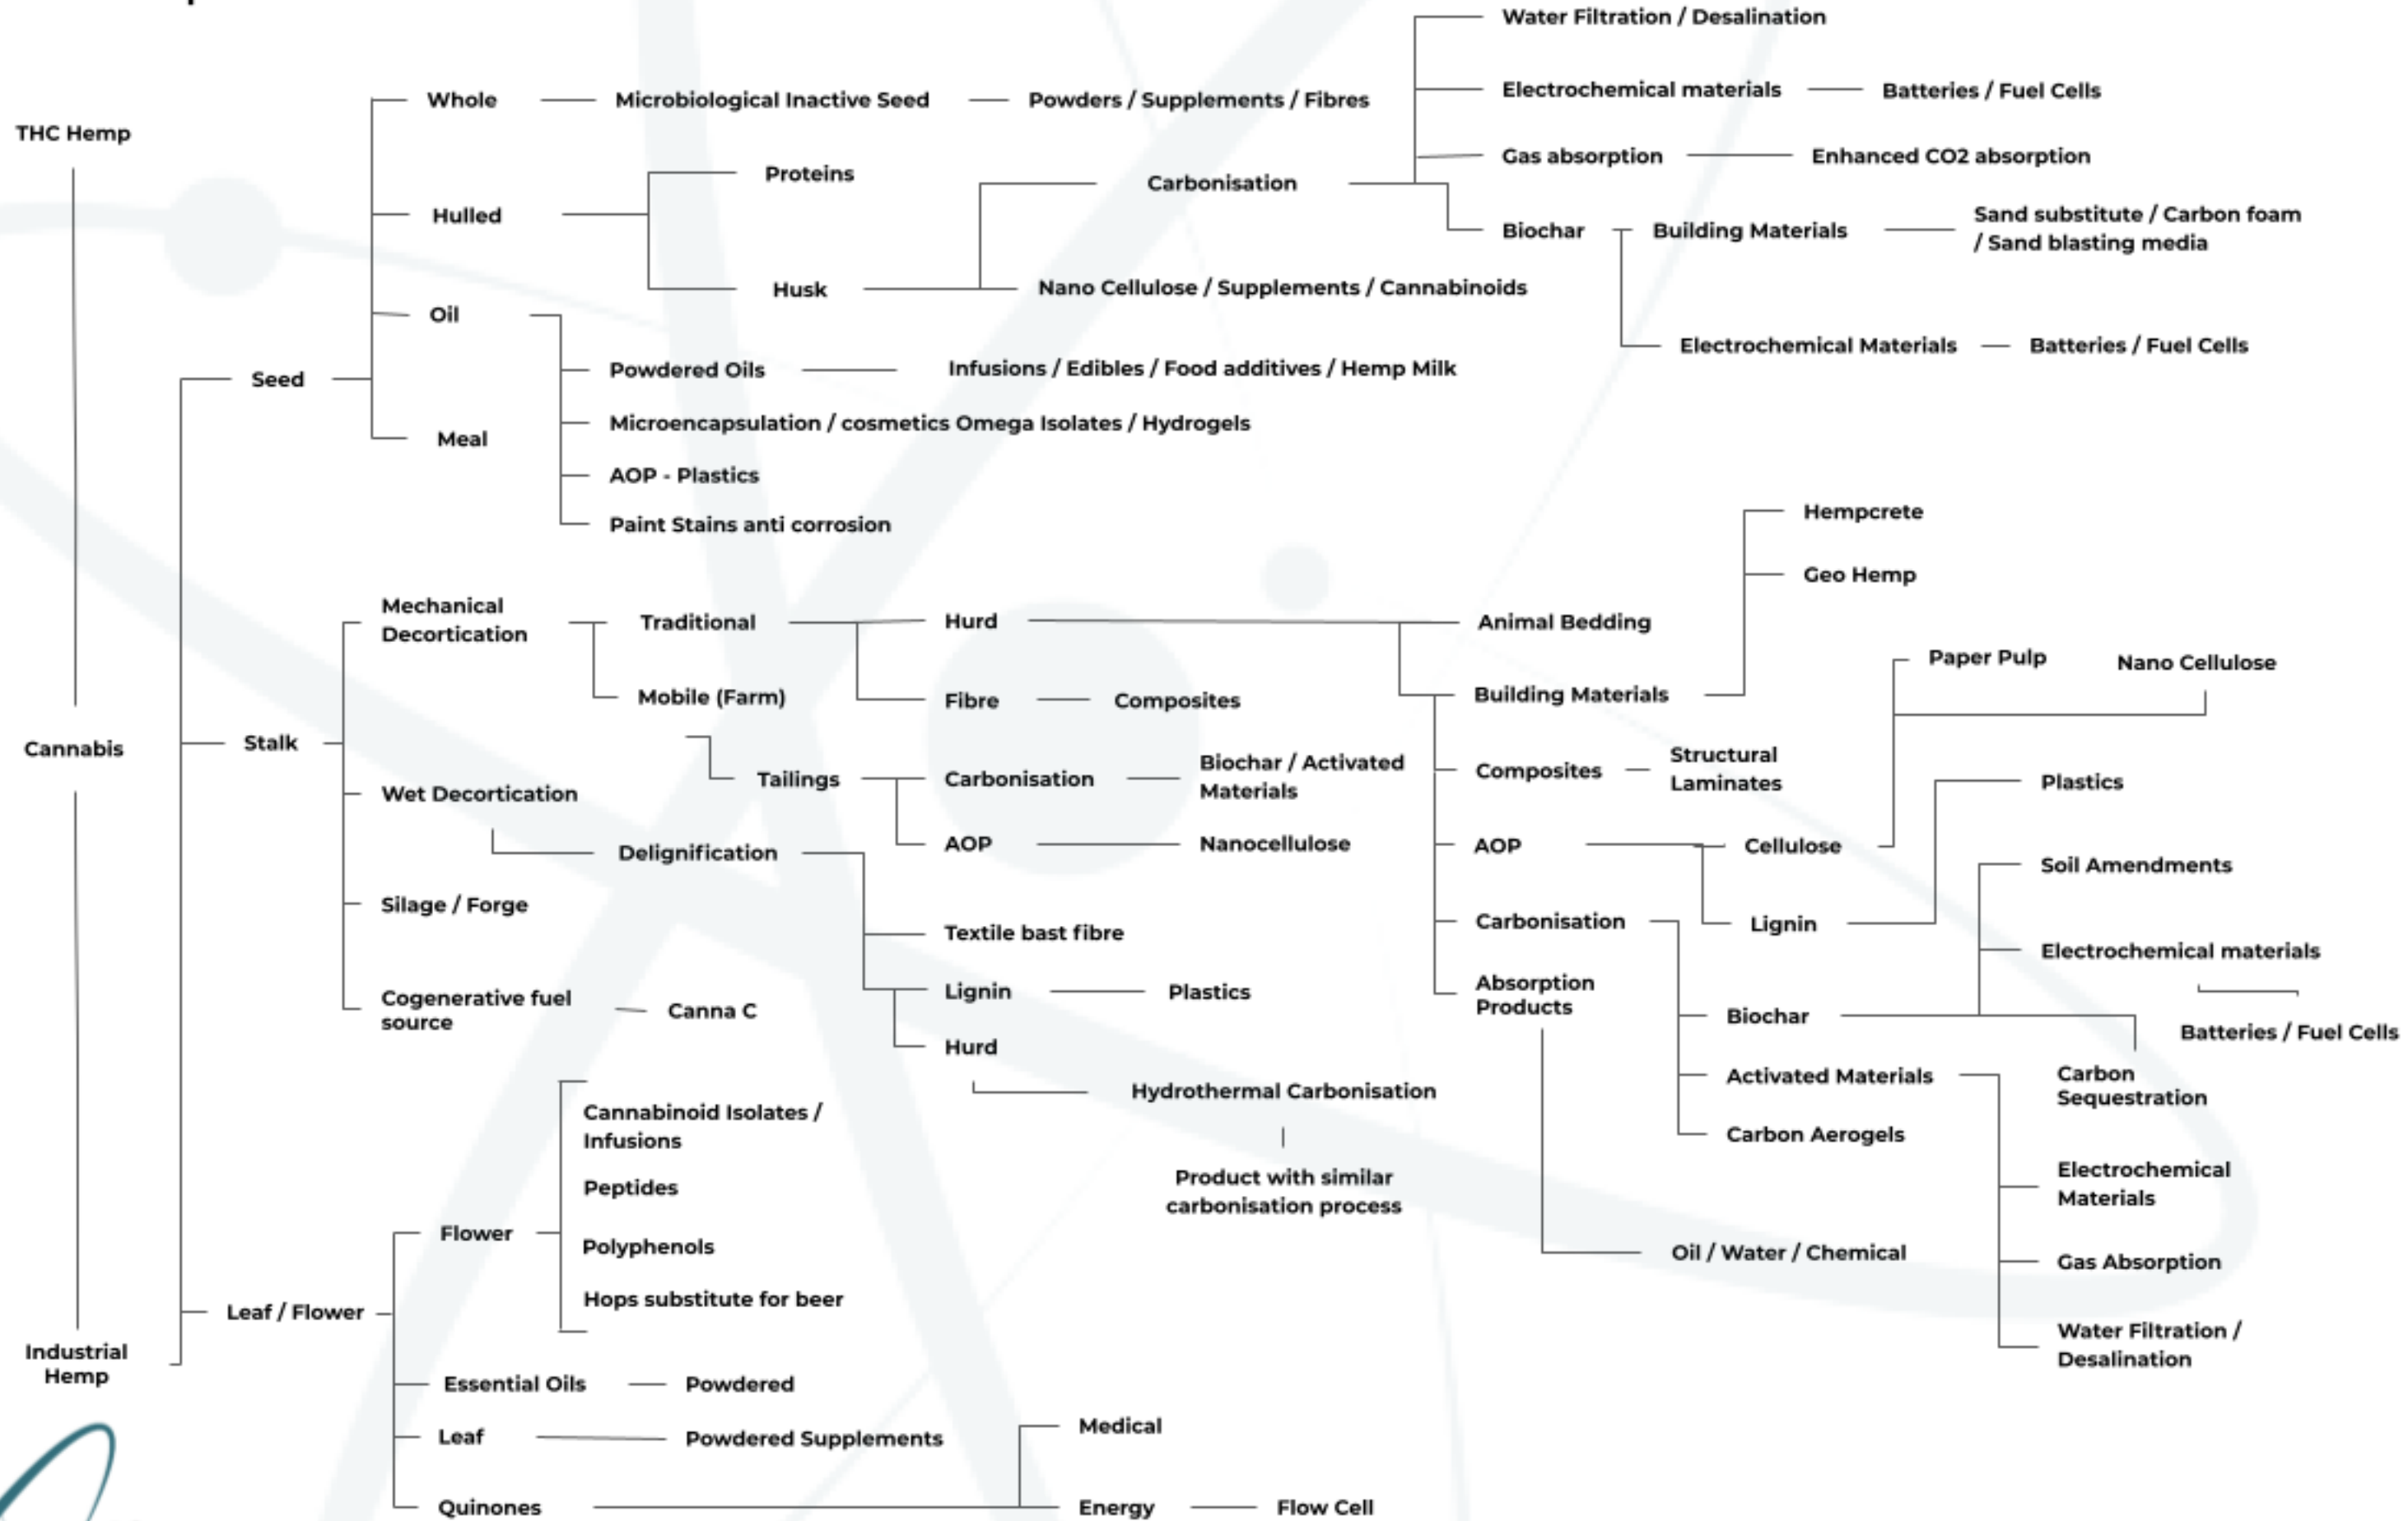 THC Hemp
Cannabis
Industrial
Hemp
Seed
Whole
Microbiological Inactive Seed
Powders / Supplements / Fibres
Hulled
Proteins
Husk
Carbonisation
Water Filtration / Desalination
Electrochemical materials
Batteries / Fuel Cells
Gas absorption
Enhanced CO2 absorption
Biochar
Building Materials
Sand substitute / Carbon foam
/ Sand blasting media
Electrochemical Materials
Batteries / Fuel Cells
Nano Cellulose / Supplements / Cannabinoids
Oil
Powdered Oils
Infusions / Edibles / Food additives / Hemp Milk
Microencapsulation / cosmetics Omega Isolates / Hydrogels
AOP - Plastics
Paint Stains anti corrosion
Meal
Stalk
Mechanical
Decortication
Traditional
Hurd
Animal Bedding
Building Materials
Hempcrete
Geo Hemp
Composites
Structural
Laminates
AOP
Cellulose
Paper Pulp
Nano Cellulose
Lignin
Plastics
Carbonisation
Biochar
Soil Amendments
Electrochemical materials
Batteries / Fuel Cells
Carbon
Sequestration
Activated Materials
Electrochemical
Materials
Gas Absorption
Water Filtration /
Desalination
Carbon Aerogels
Absorption
Products
Oil / Water / Chemical
Fibre
Composites
Mobile (Farm)
Tailings
Carbonisation
Biochar / Activated
Materials
AOP
Nanocellulose
Wet Decortication
Delignification
Textile bast fibre
Lignin
Plastics
Hurd
Hydrothermal Carbonisation
Product with similar
carbonisation process
Silage / Forge
Cogenerative fuel
source
Canna C
Leaf / Flower
Flower
Cannabinoid Isolates /
Infusions
Peptides
Polyphenols
Hops substitute for beer
Essential Oils
Powdered
Leaf
Powdered Supplements
Quinones
Medical
Energy
Flow Cell